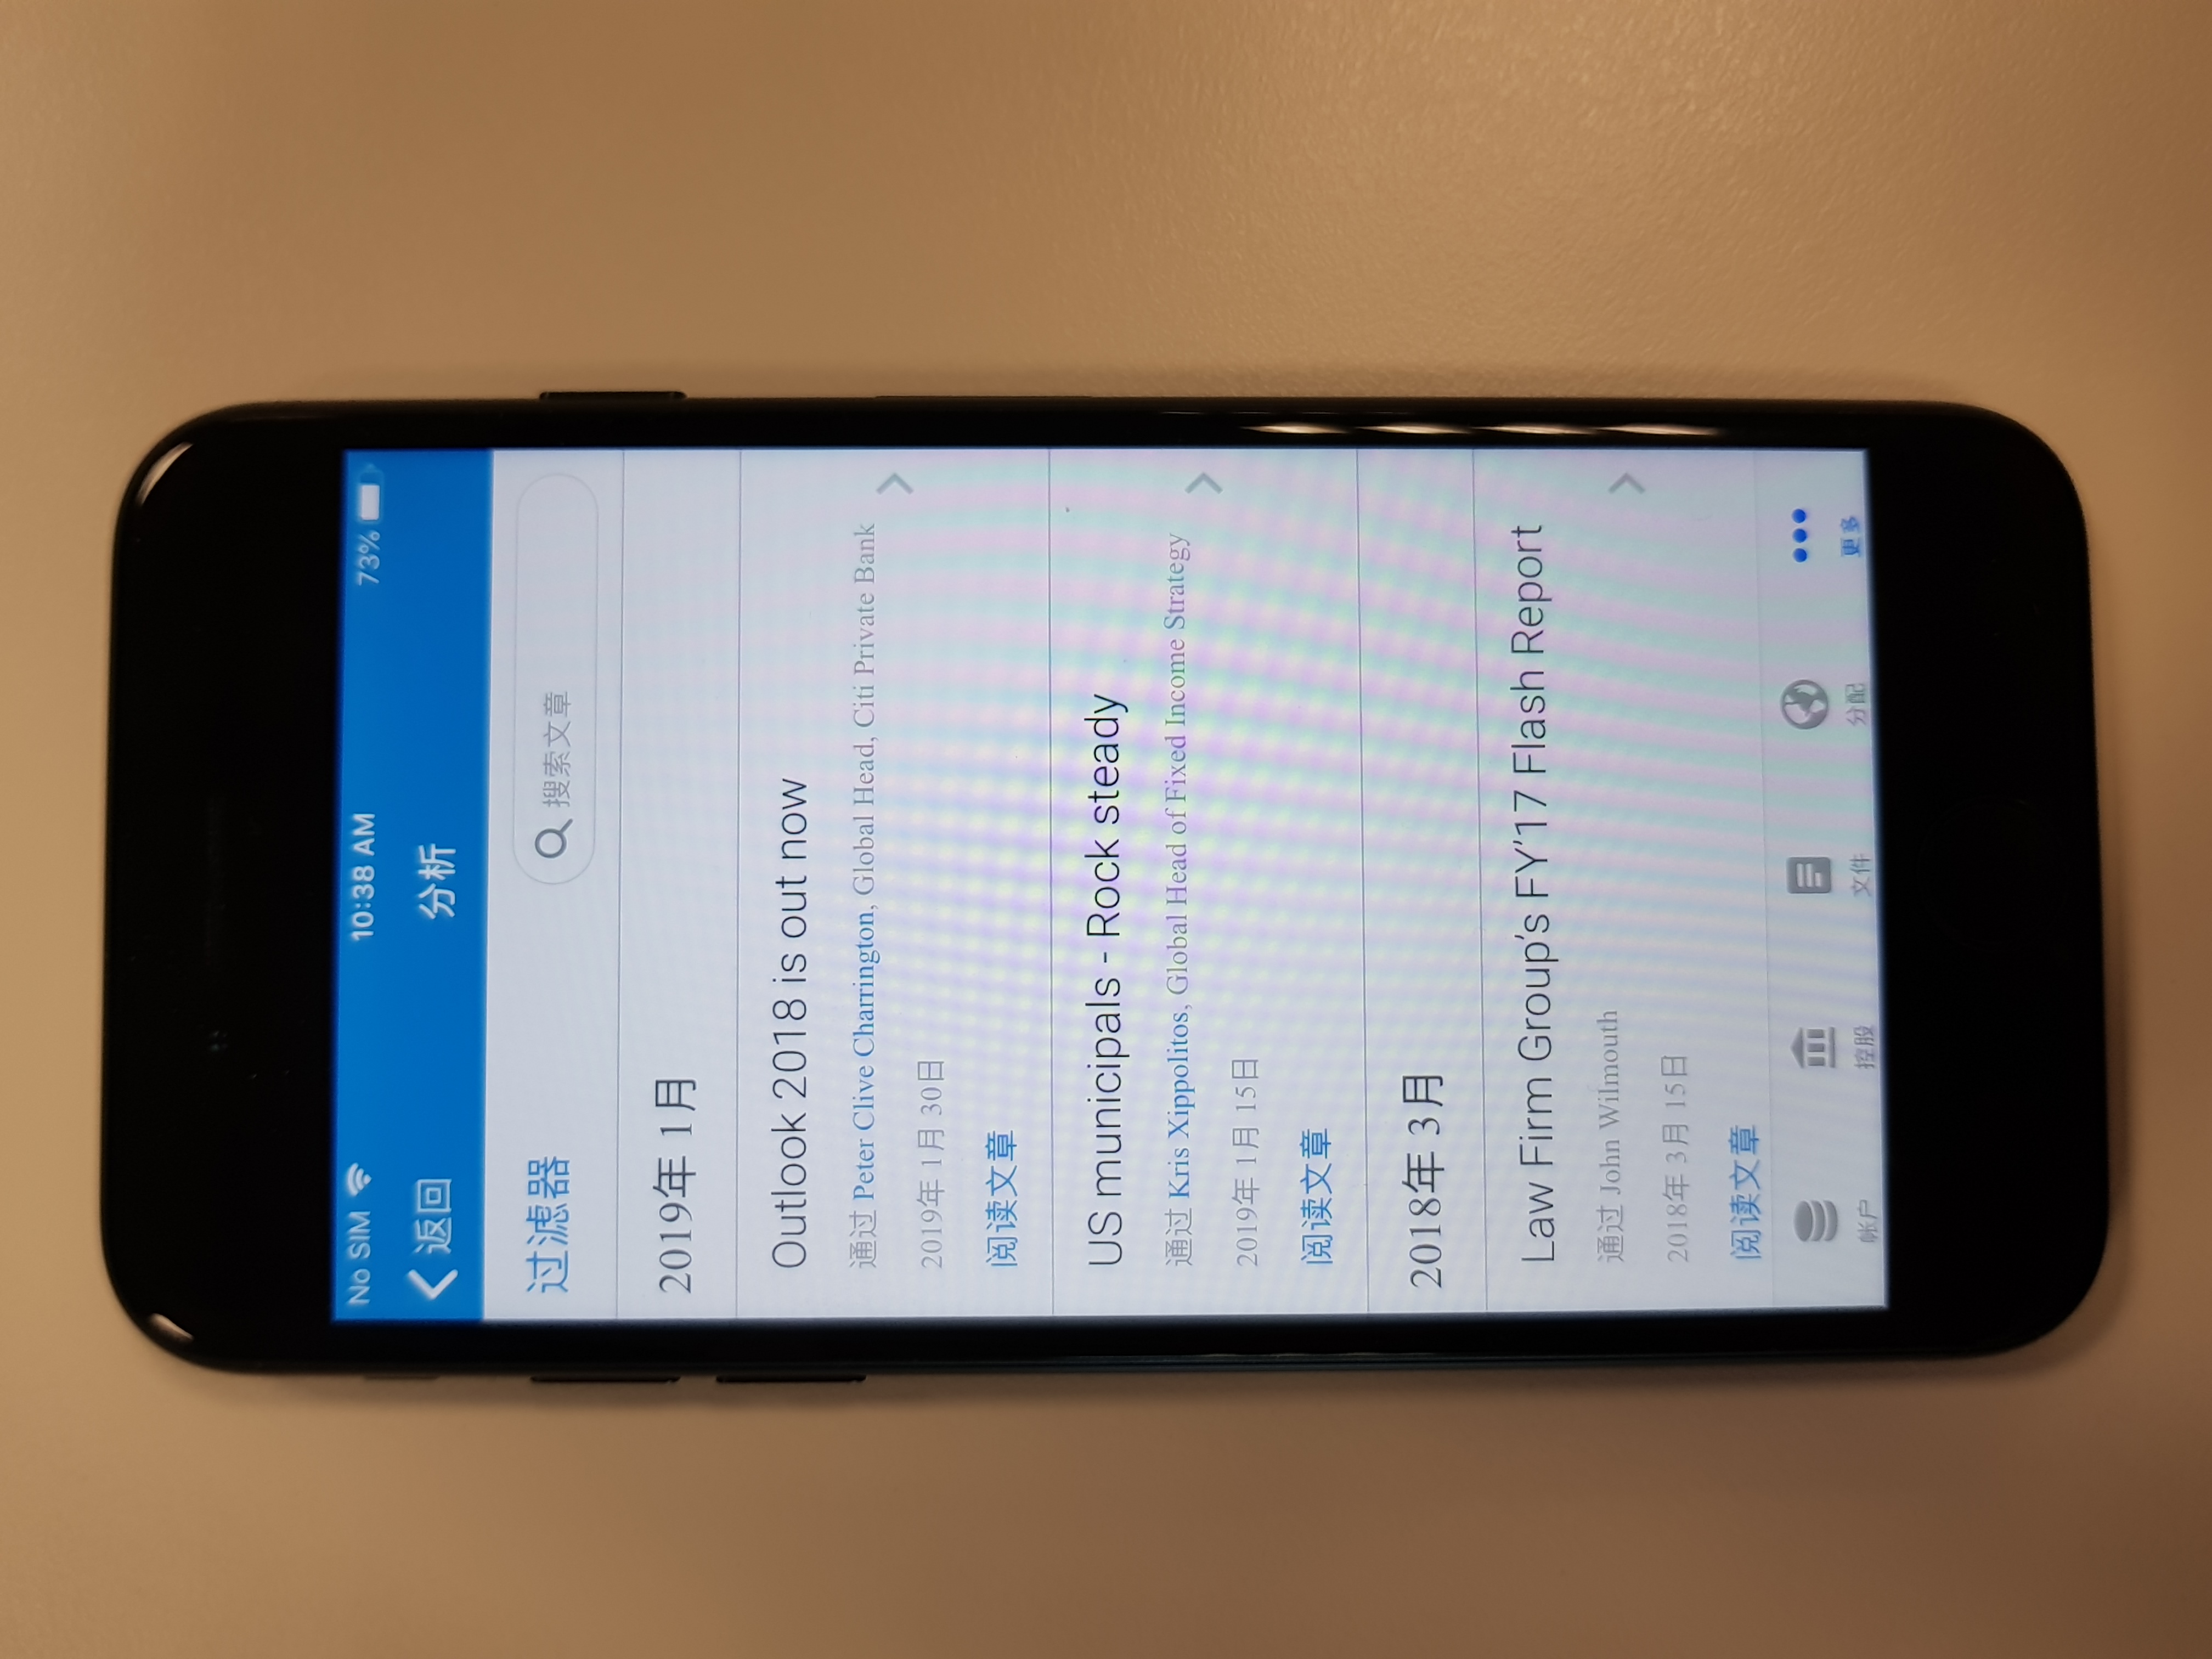 No SIM 10:38 AM 73%
返回 分析
过滤器 搜索文章
2019年 1月
Outlook 2018 is out now
通过 Peter Clive Charrington, Global Head, Citi Private Bank
2019年 1月 30日
阅读文章
US municipals - Rock steady
通过 Kris Xippolitos, Global Head of Fixed Income Strategy
2019年 1月 15日
阅读文章
2018年 3月
Law Firm Group's FY'17 Flash Report
通过 John Wilmouth
2018年 3月 15日
阅读文章
帐户 控股 文件 分配 更多